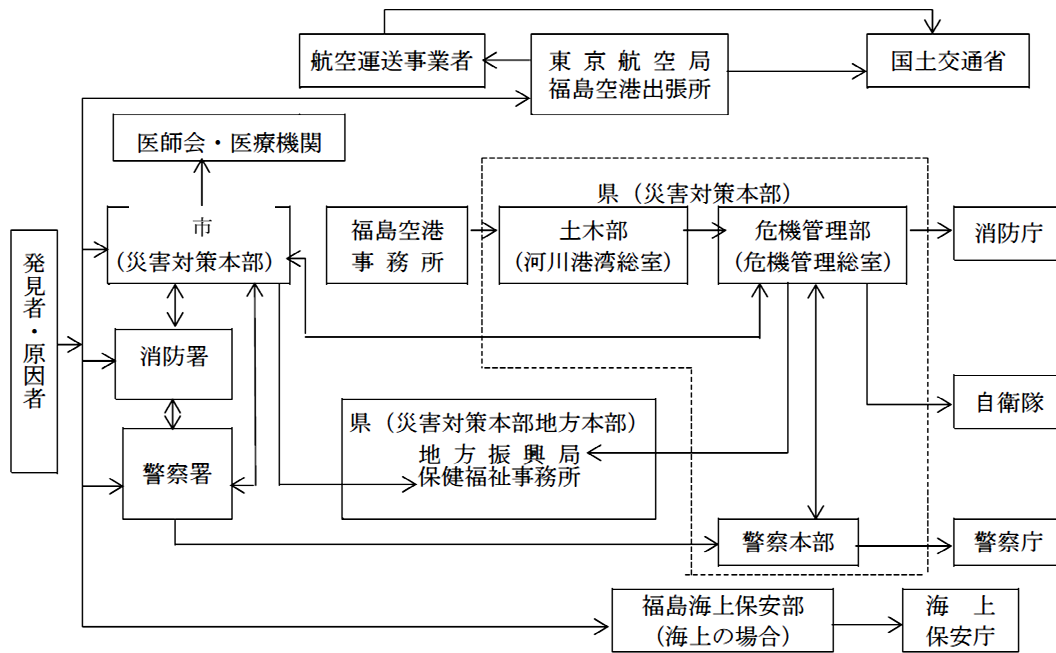 航空運送事業者
東京航空局
福島空港出張所
国土交通省
医師会・医療機関
県（災害対策本部）
市
（災害対策本部）
福島空港
事務所
土木部
（河川港湾総室）
危機管理部
（危機管理総室）
消防庁
発見者・原因者
消防署
自衛隊
県（災害対策本部地方本部）
地方振興局
保健福祉事務所
警察署
警察本部
警察庁
福島海上保安部
（海上の場合）
海上
保安庁